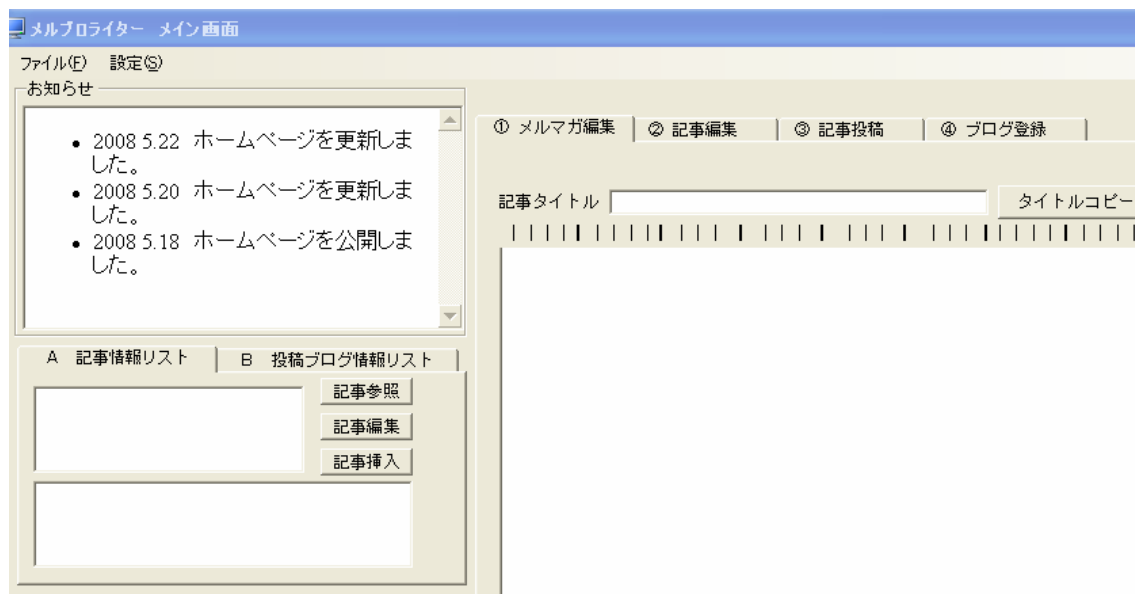 メルブロライター メイン画面
ファイル(F) 設定(S)
お知らせ
• 2008 5.22 ホームページを更新しま
した。
• 2008 5.20 ホームページを更新しま
した。
• 2008 5.18 ホームページを公開しま
した。
A 記事情報リスト B 投稿ブログ情報リスト
記事参照
記事編集
記事挿入
① メルマガ編集 ② 記事編集 ③ 記事投稿 ④ ブログ登録
記事タイトル タイトルコピー